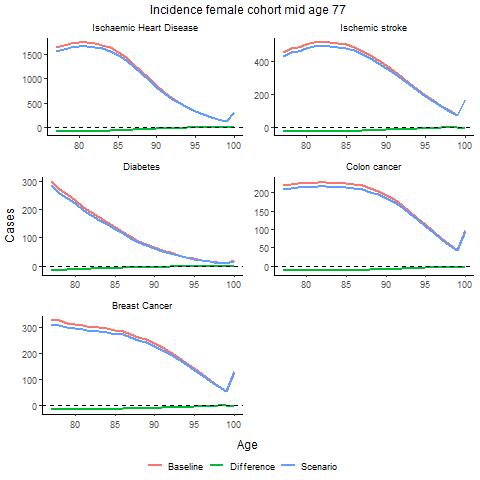 Incidence female cohort mid age 77
Ischaemic Heart Disease
Ischemic stroke
1500
1000
500
0
80 85 90 95 100
400
200
0
80 85 90 95 100
Diabetes
Colon cancer
300
200
100
0
80 85 90 95 100
200
150
100
50
0
80 85 90 95 100
Breast Cancer
300
200
100
0
80 85 90 95 100
Cases
Age
Baseline Difference Scenario